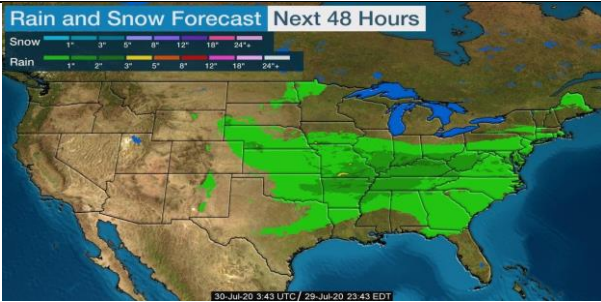 Rain and Snow Forecast Next 48 Hours
Snow
1" 3" 5" 8" 12" 18" 24"+
Rain
1" 2" 3" 5" 8" 12" 18" 24"+
30-Jul-20 3:43 UTC / 29-Jul-20 23:43 EDT